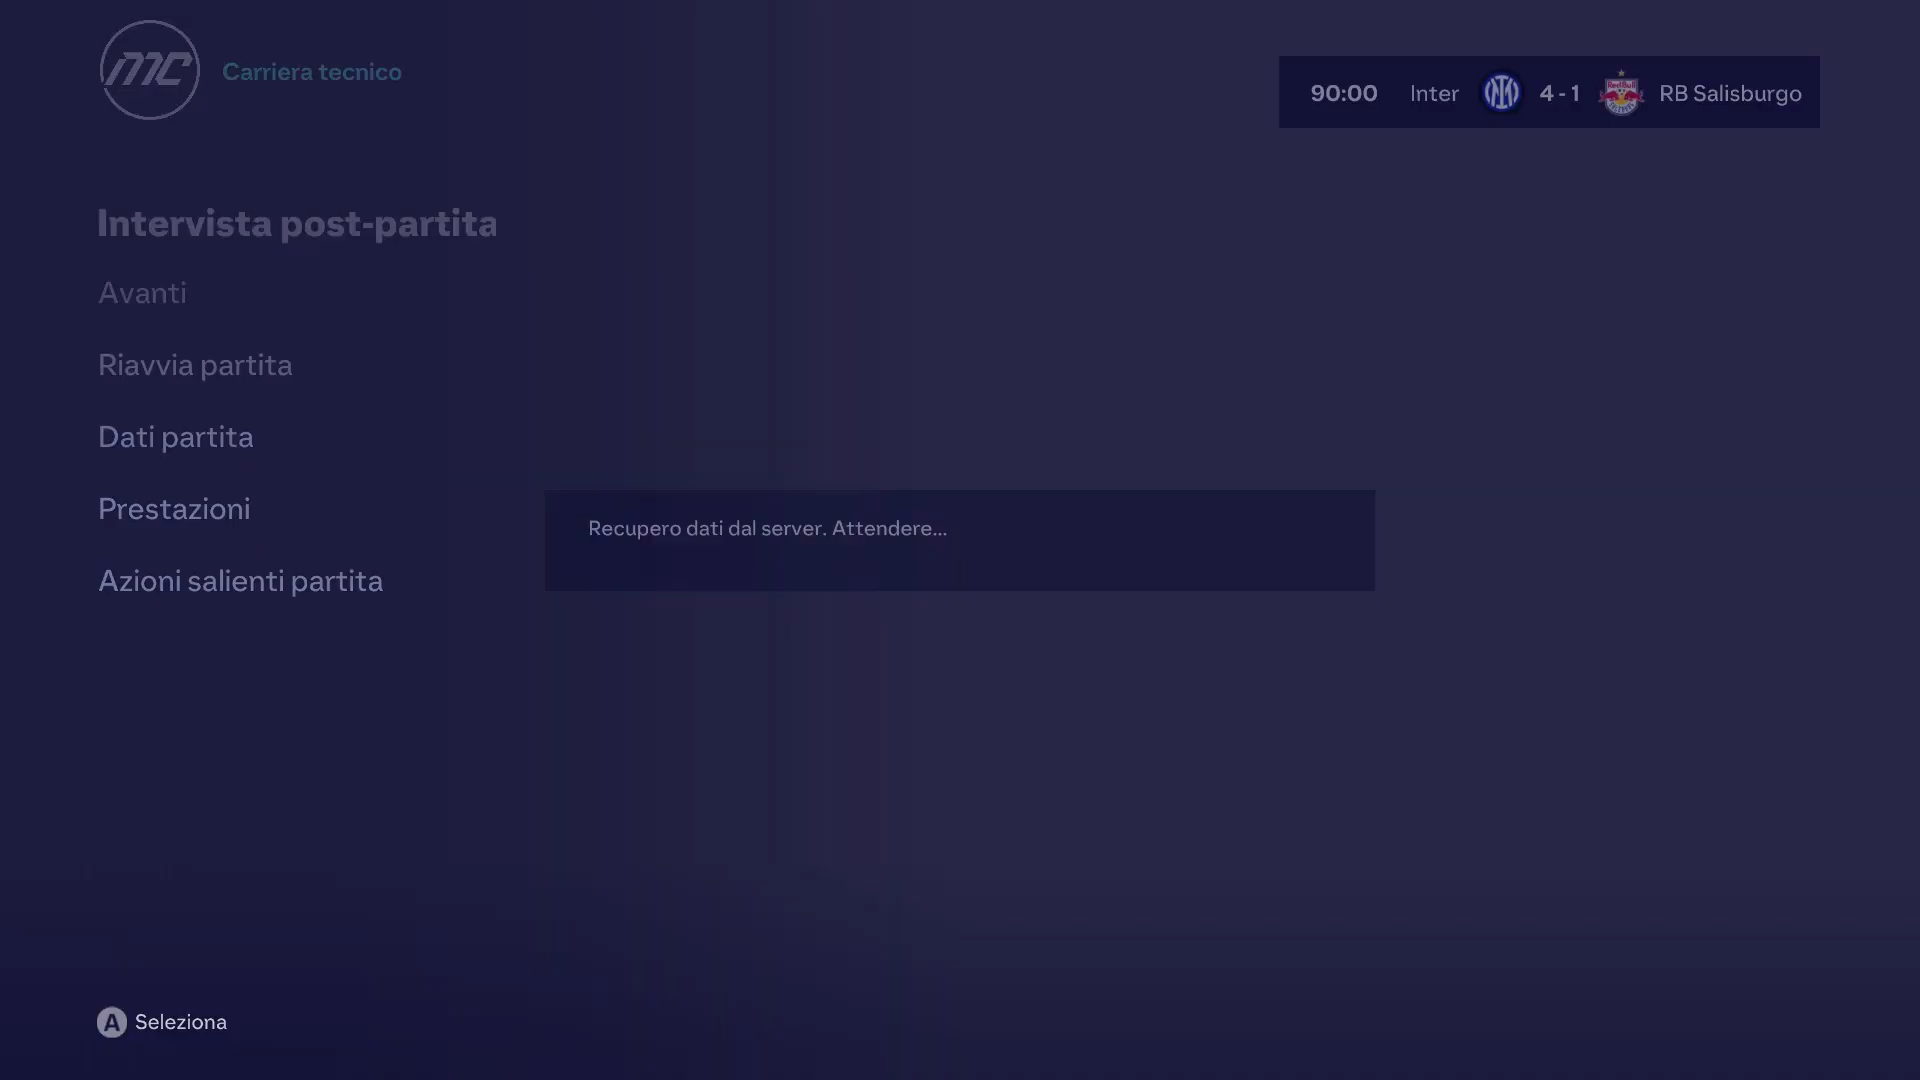 MC Carriera tecnico
90:00 Inter 4 - 1 RB Salisburgo
Intervista post-partita
Avanti
Riavvia partita
Dati partita
Prestazioni
Azioni salienti partita
Recupero dati dal server. Attendere...
A Seleziona